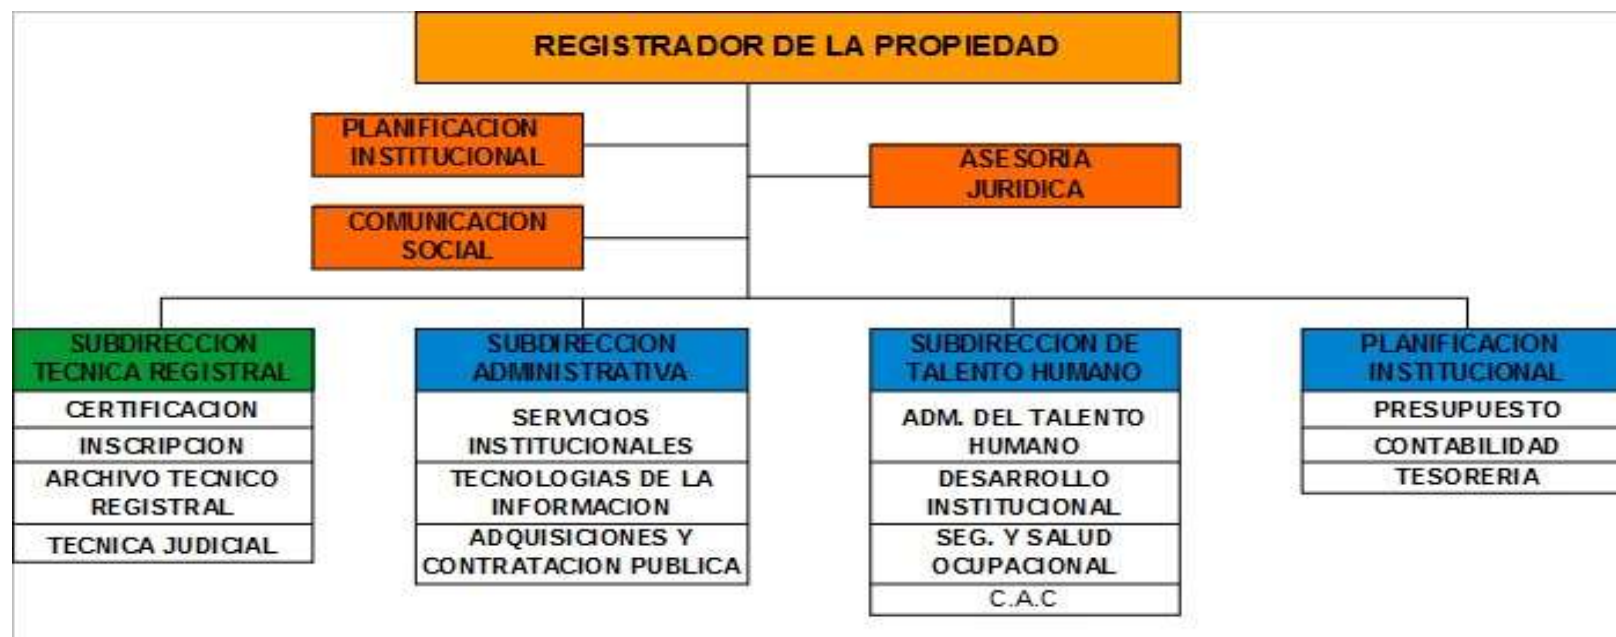 REGISTRADOR DE LA PROPIEDAD
PLANIFICACION
INSTITUCIONAL
ASESORIA
JURIDICA
COMUNICACION
SOCIAL
SUBDIRECCION
TECNICA REGISTRAL
CERTIFICACION
INSCRIPCION
ARCHIVO TECNICO
REGISTRAL
TECNICA JUDICIAL
SUBDIRECCION
ADMINISTRATIVA
SERVICIOS
INSTITUCIONALES
TECNOLOGIAS DE LA
INFORMACION
ADQUISICIONES Y
CONTRATACION PUBLICA
SUBDIRECCION DE
TALENTO HUMANO
ADM. DEL TALENTO
HUMANO
DESARROLLO
INSTITUCIONAL
SEG. Y SALUD
OCUPACIONAL
C.A.C
PLANIFICACION
INSTITUCIONAL
PRESUPUESTO
CONTABILIDAD
TESORERIA